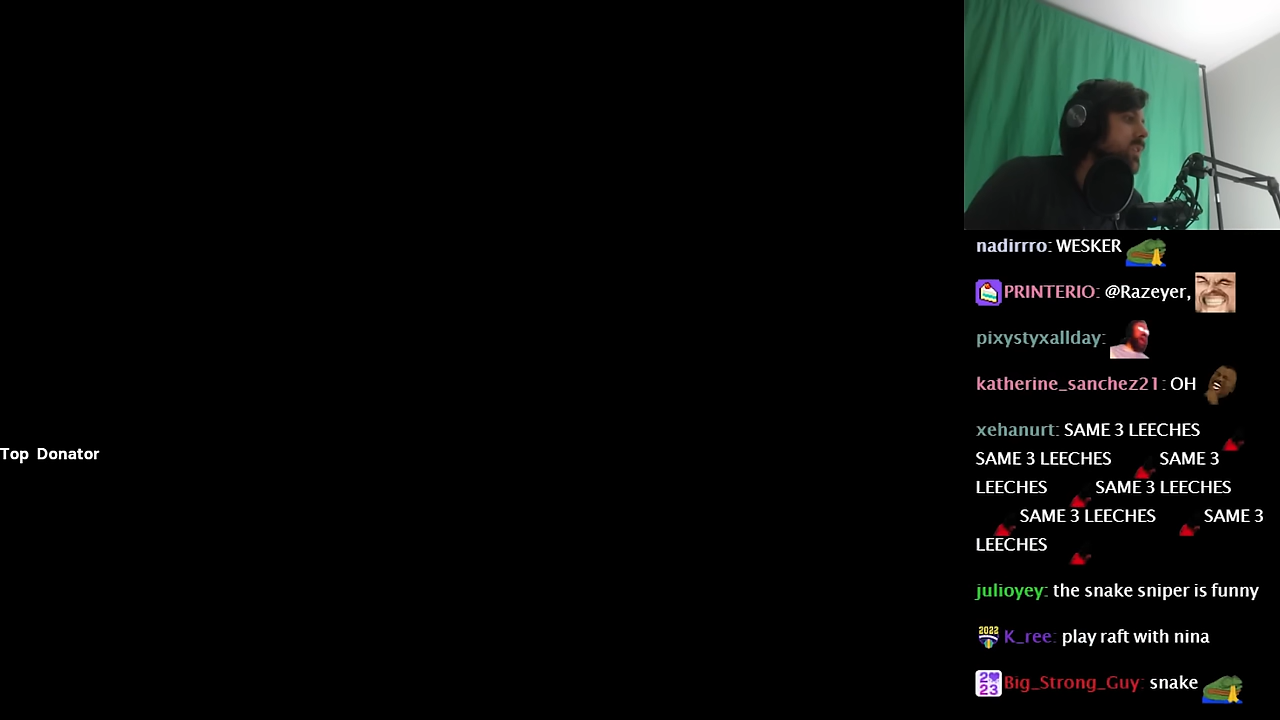 nadirrro: WESKER
PRINTERIO: @Razeyer,
pixystyxallday:
katherine_sanchez21: OH
xehanurt: SAME 3 LEECHES
SAME 3 LEECHES SAME 3
LEECHES SAME 3 LEECHES
SAME 3 LEECHES SAME 3
LEECHES
Top Donator
julioyey: the snake sniper is funny
2022 K_ree: play raft with nina
2023 Big_Strong_Guy: snake